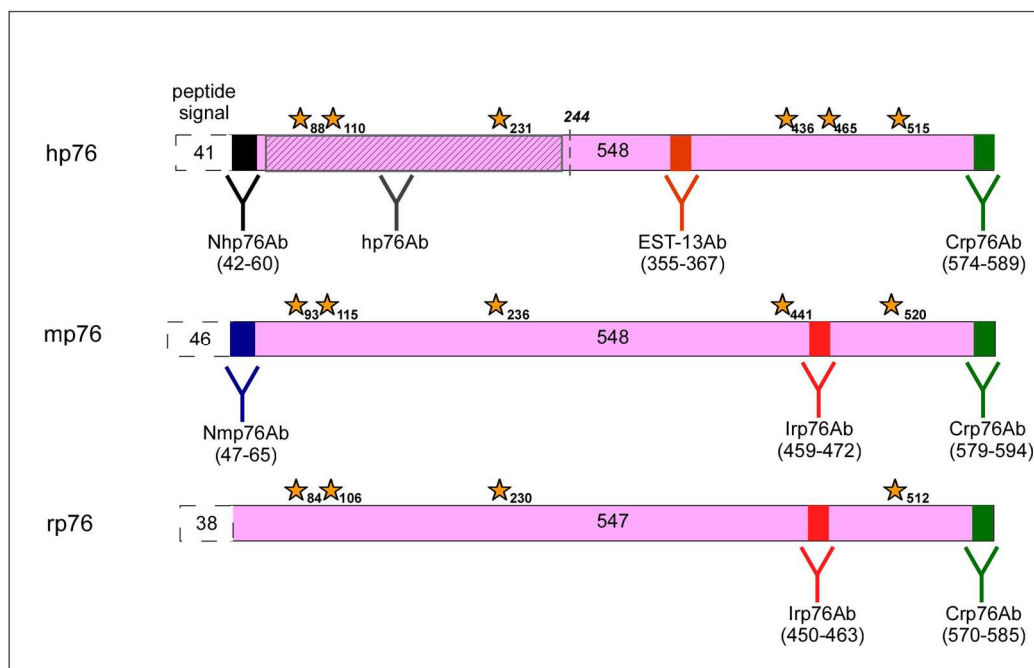 peptide
signal
hp76
41
88
110
231
244
548
436
465
515
Nhp76Ab
(42-60)
hp76Ab
EST-13Ab
(355-367)
Crp76Ab
(574-589)
mp76
46
93
115
236
548
441
520
Nmp76Ab
(47-65)
Irp76Ab
(459-472)
Crp76Ab
(579-594)
rp76
38
84
106
230
547
512
Irp76Ab
(450-463)
Crp76Ab
(570-585)